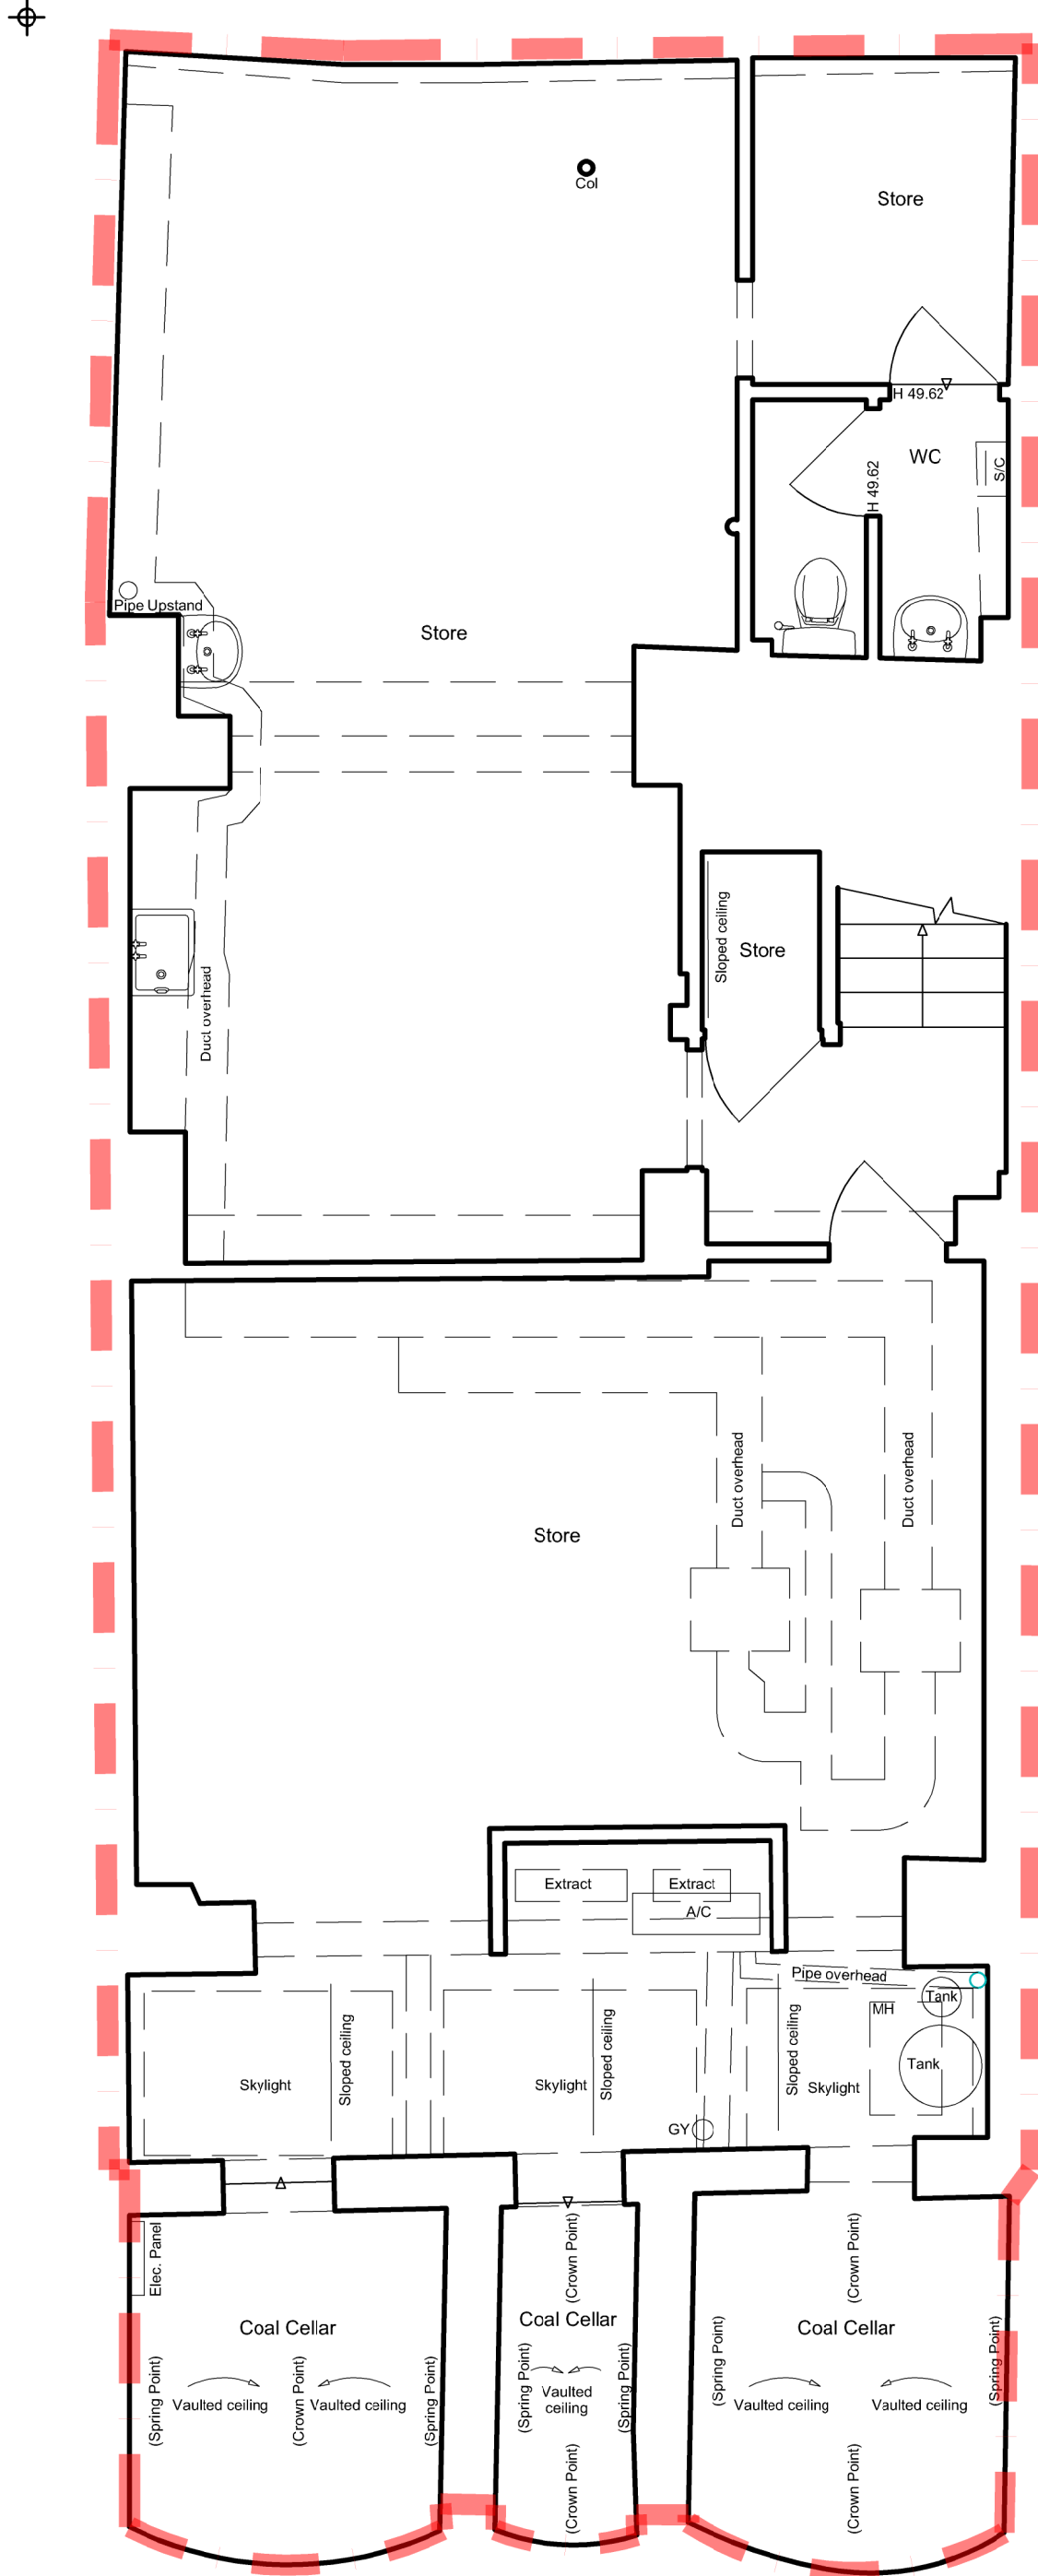 Col
Store
H 49.62
WC
S/C
H 49.62
Pipe Upstand
Store
Sloped ceiling
Store
Duct overhead
Duct overhead
Duct overhead
Store
Extract
Extract
A/C
Pipe overhead
Tank
MH
Tank
Sloped ceiling
Sloped ceiling
Sloped ceiling
Skylight
Skylight
Skylight
GY
Elec. Panel
(Crown Point)
(Crown Point)
Coal Cellar
Coal Cellar
Coal Cellar
(Spring Point)
(Crown Point)
(Spring Point)
(Spring Point)
(Spring Point)
(Spring Point)
(Spring Point)
Vaulted ceiling
Vaulted ceiling
Vaulted
ceiling
Vaulted ceiling
Vaulted ceiling
(Crown Point)
(Crown Point)